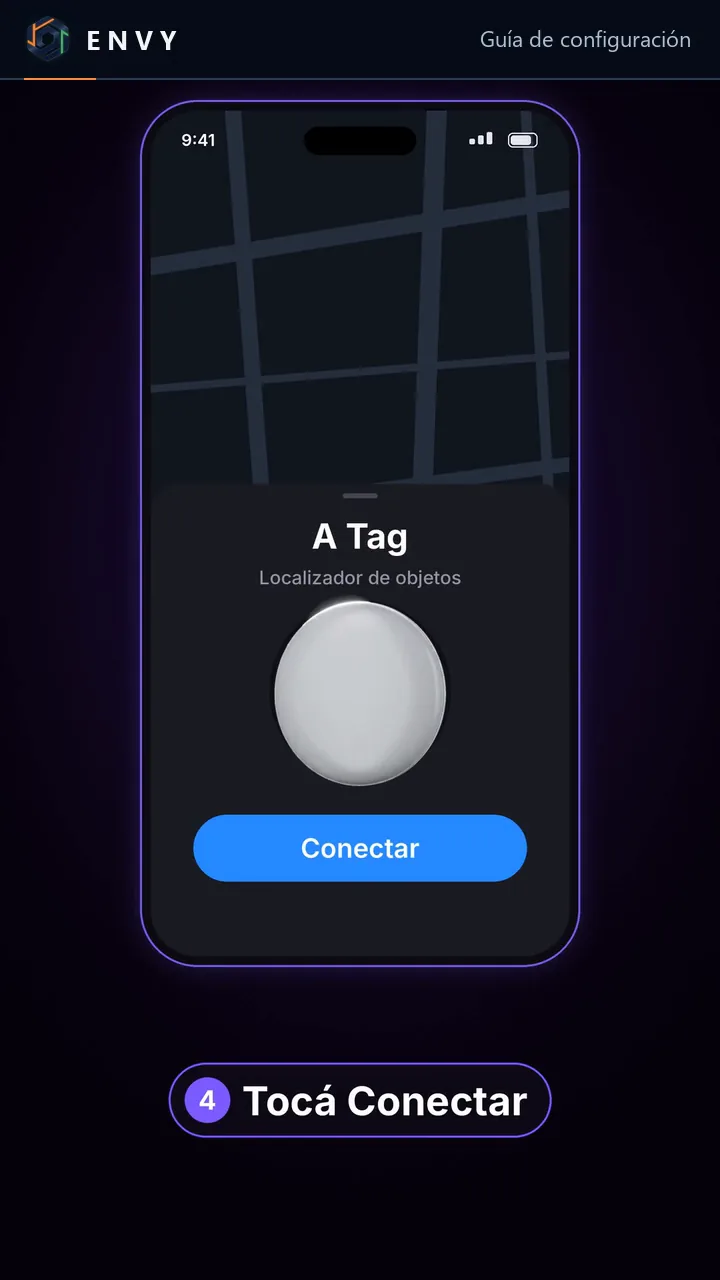 ENVY
Guía de configuración
9:41
A Tag
Localizador de objetos
Conectar
4 Tocá Conectar